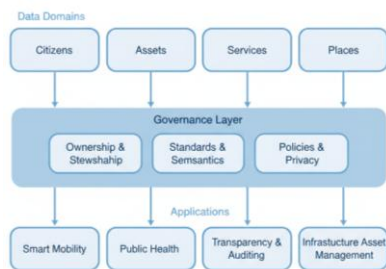 Data Domains
Citizens
Assets
Services
Places
Governance Layer
Ownership &
Stewshahip
Standards &
Semsantics
Policies &
Privacy
Applications
Smart Mobility
Public Health
Transparency &
Auditing
Infrastucture Asset
Management